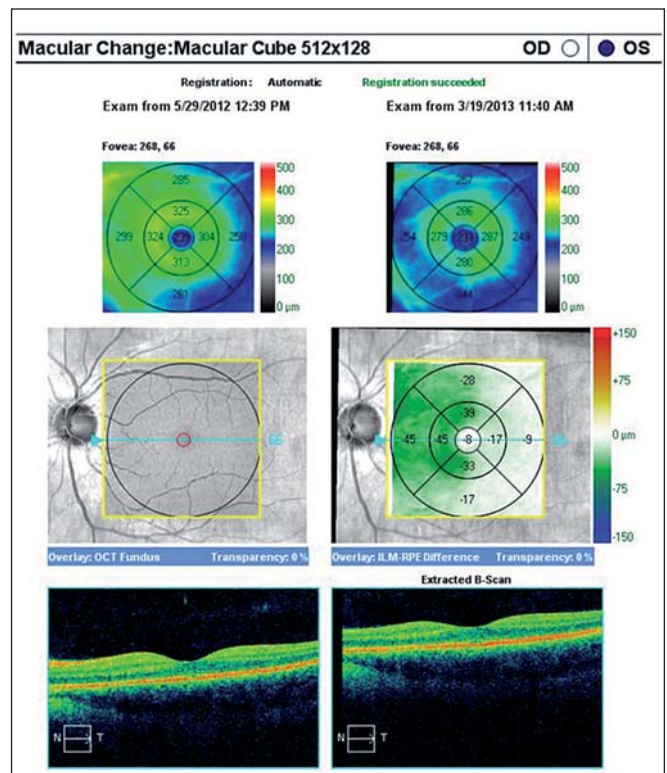 Macular Change:Macular Cube 512x128 OD OS
Registration: Automatic Registration succeeded
Exam from 5/29/2012 12:39 PM Exam from 3/19/2013 11:40 AM
Fovea: 268, 66 Fovea: 268, 66
500
400
300
200
100
0 µm
285
325
299 324 239 304 258
313
261
500
400
300
200
100
0 µm
257
286
254 279 231 287 249
280
244
66
Overlay: OCT Fundus Transparency: 0 %
+150
+75
0 µm
-75
-150
-28
-39
-45 -45 -8 -17 -9
-33
-17
66
Overlay: ILM-RPE Difference Transparency: 0 %
Extracted B-Scan
N T
N T